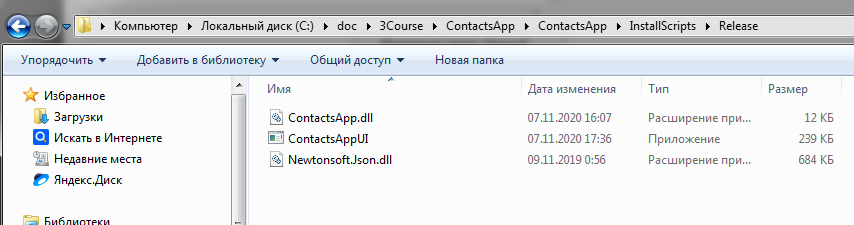 Компьютер ▸ Локальный диск (C:) ▸ doc ▸ 3Course ▸ ContactsApp ▸ ContactsApp ▸ InstallScripts ▸ Release
Упорядочить Добавить в библиотеку Общий доступ Новая папка
Избранное
Загрузки
Искать в Интернете
Недавние места
Яндекс.Диск
Библиотеки
Имя Дата изменения Тип Размер
ContactsApp.dll 07.11.2020 16:07 Расширение при... 12 КБ
ContactsAppUI 07.11.2020 17:36 Приложение 239 КБ
Newtonsoft.Json.dll 09.11.2019 0:56 Расширение при... 684 КБ